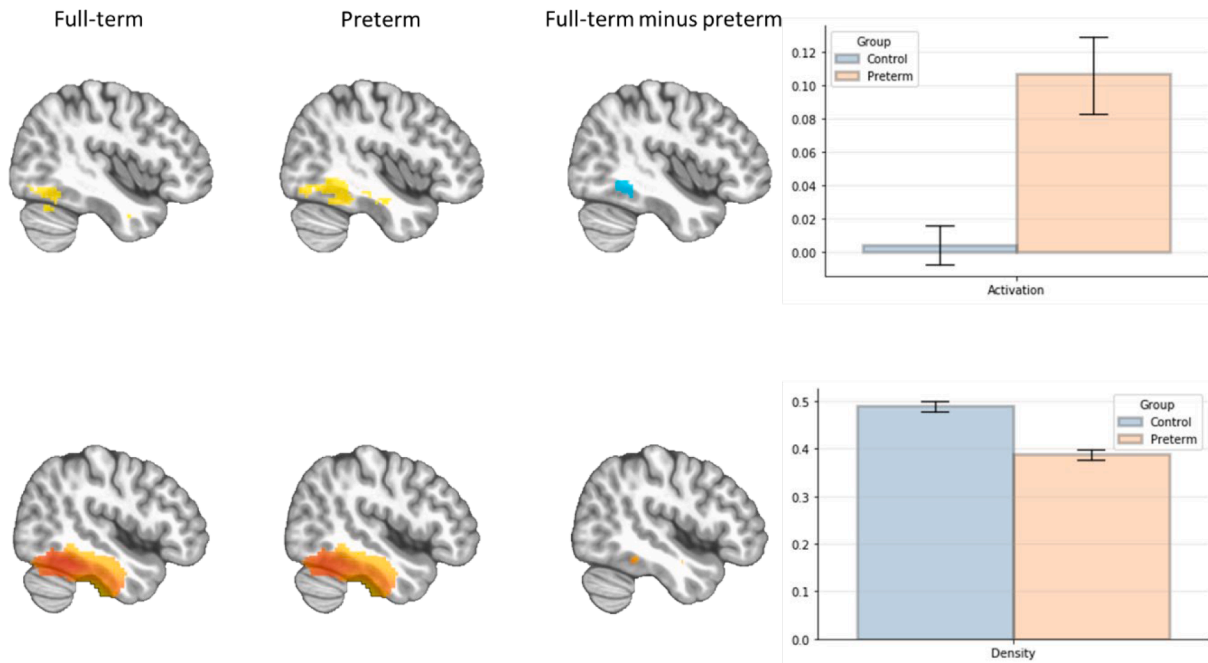 Full-term
Preterm
Full-term minus preterm
Group
Control
Preterm
0.12
0.10
0.08
0.06
0.04
0.02
0.00
Activation
Group
Control
Preterm
0.5
0.4
0.3
0.2
0.1
0.0
Density